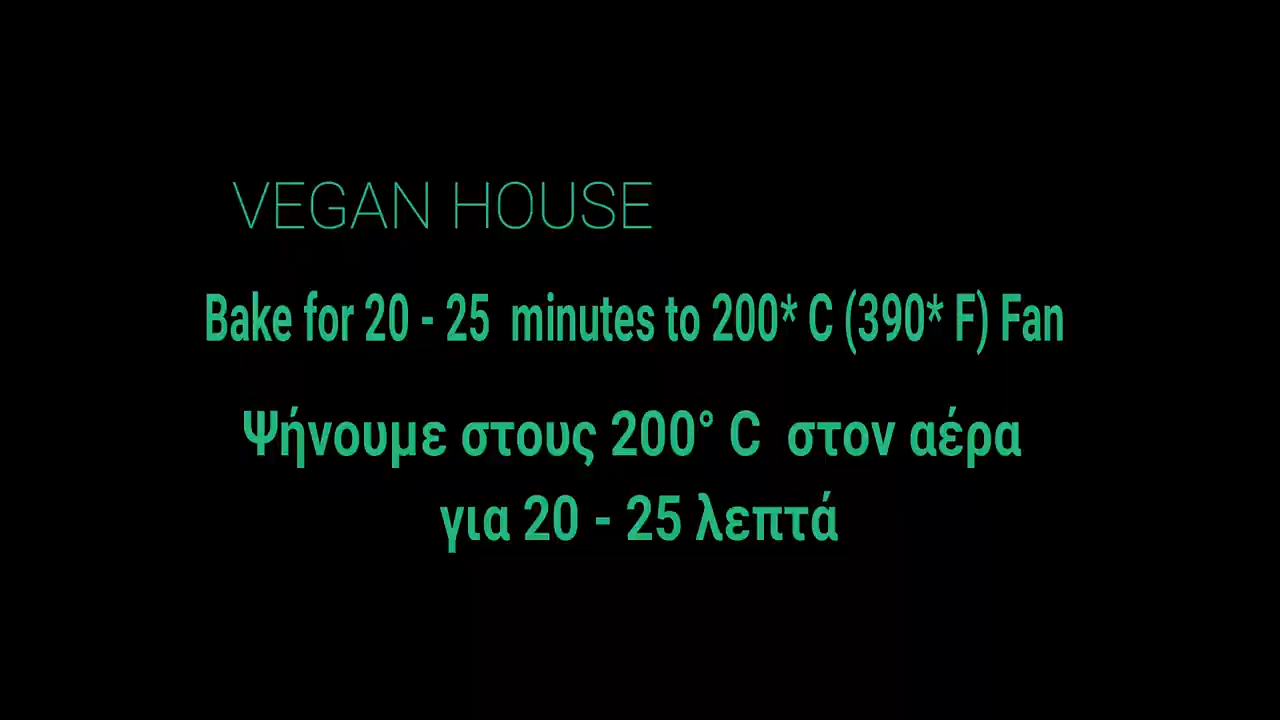 VEGAN HOUSE
Bake for 20 - 25 minutes to 200* C (390* F) Fan
Ψήνουμε στους 200° C στον αέρα
για 20 - 25 λεπτά